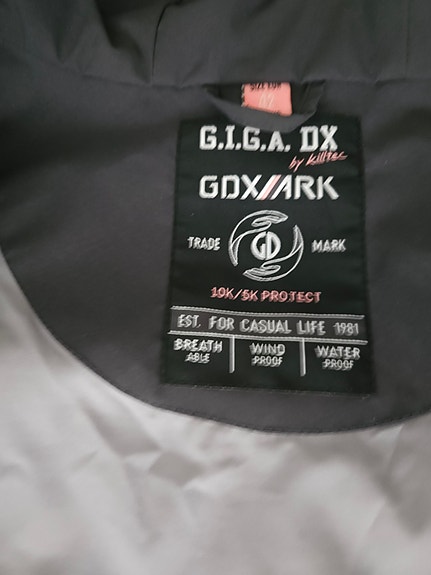 G.I.G.A. DX
by killtec
GDX///ARK
TRADE GD MARK
10K/5K PROTECT
EST. FOR CASUAL LIFE 1981
BREATH ABLE
WIND PROOF
WATER PROOF